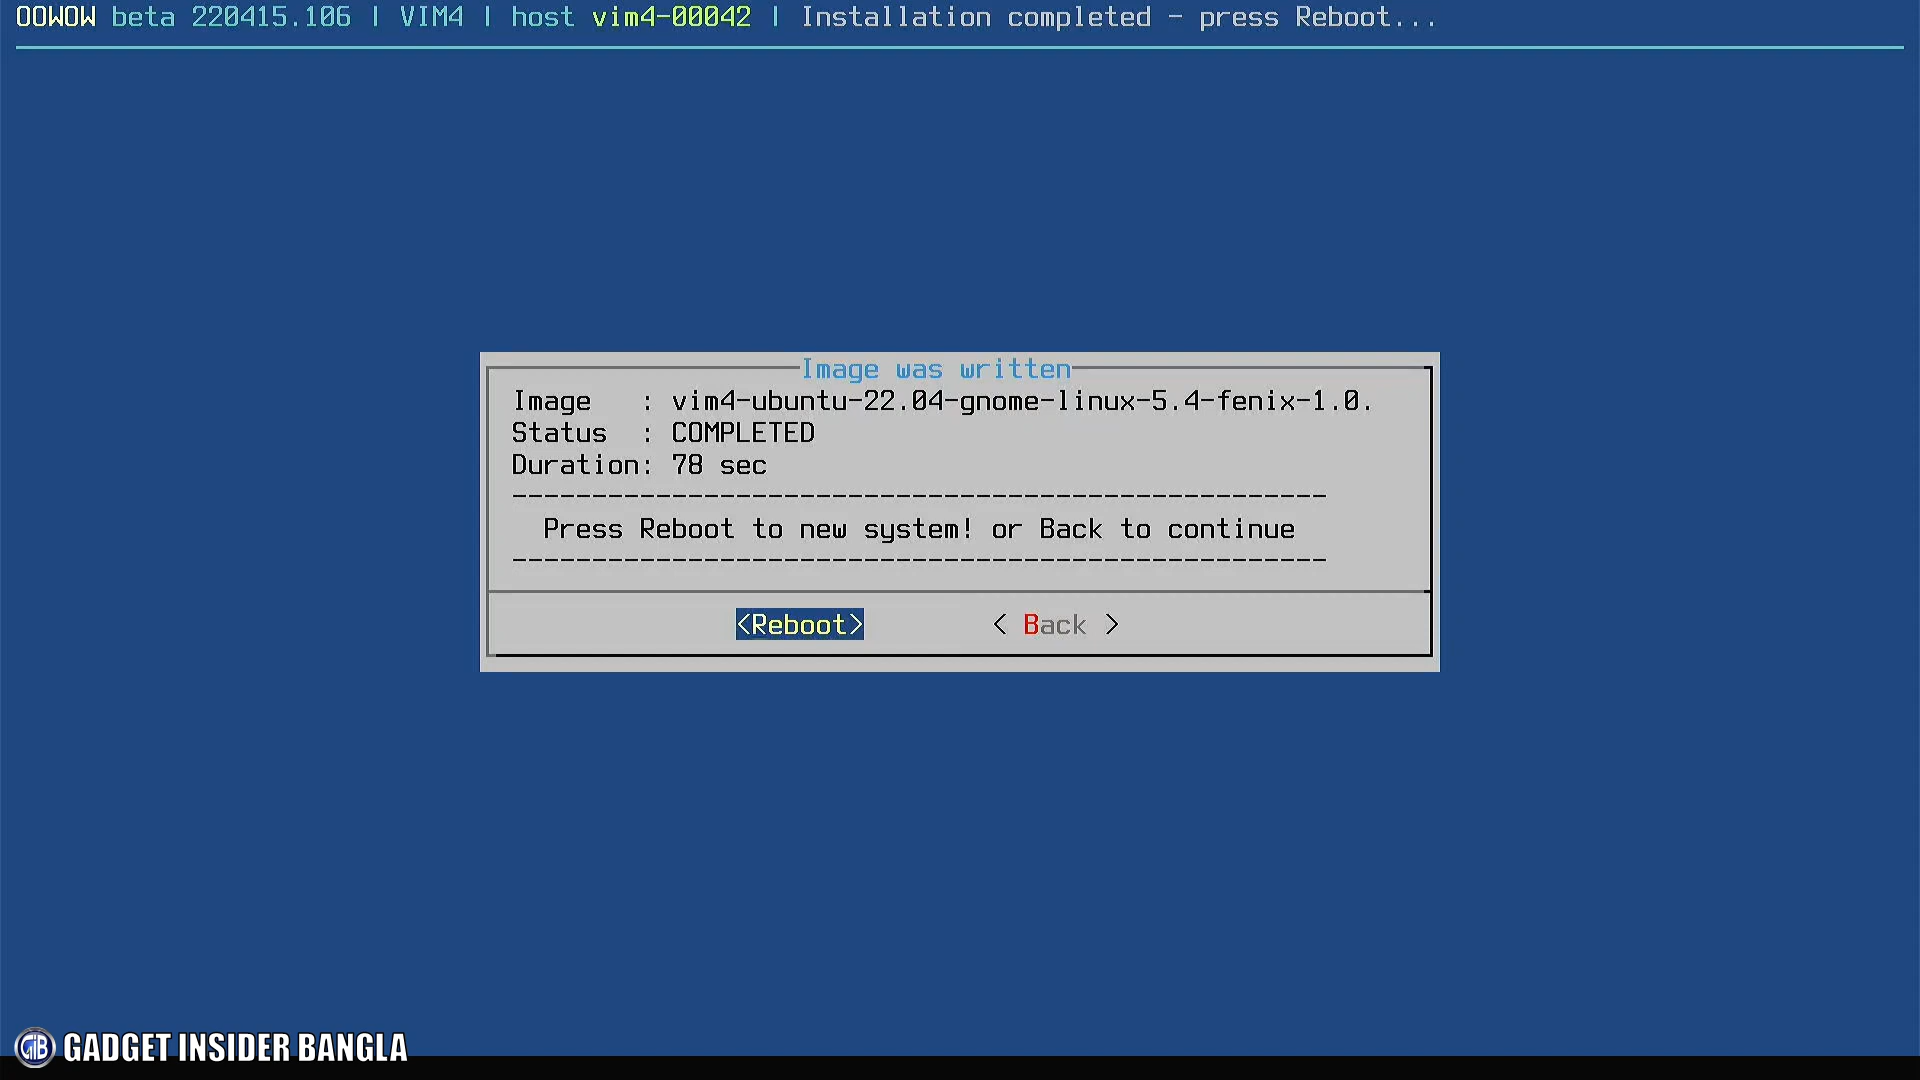 OOWOW beta 220415.106 | VIM4 | host vim4-00042 | Installation completed - press Reboot...
Image was written
Image   : vim4-ubuntu-22.04-gnome-linux-5.4-fenix-1.0.
Status  : COMPLETED
Duration: 78 sec
---------------------------------------------------
Press Reboot to new system! or Back to continue
---------------------------------------------------
<Reboot> < Back >
GIB GADGET INSIDER BANGLA